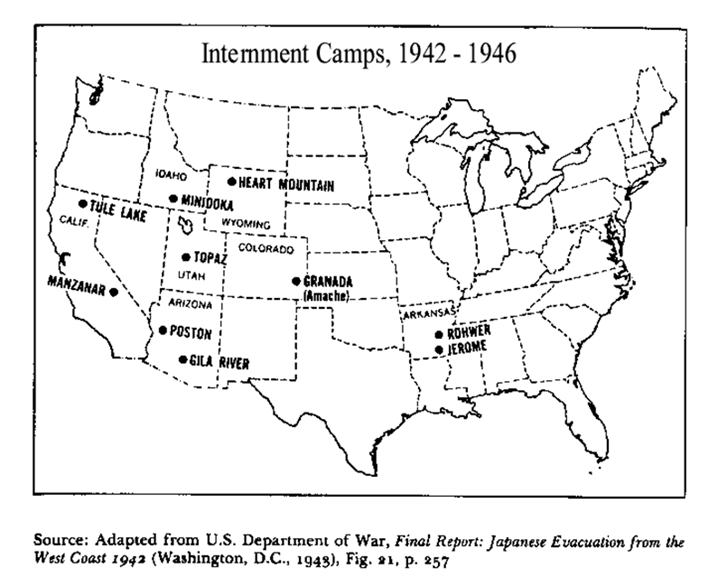 Internment Camps, 1942 - 1946
IDAHO
HEART MOUNTAIN
MINIDOKA
TULE LAKE
WYOMING
CALIF.
COLORADO
TOPAZ
UTAH
GRANADA
(Amache)
MANZANAR
ARIZONA
ARKANSAS
POSTON
ROHWER
JEROME
GILA RIVER
Source: Adapted from U.S. Department of War, Final Report: Japanese Evacuation from the
West Coast 1942 (Washington, D.C., 1943), Fig. 21, p. 257